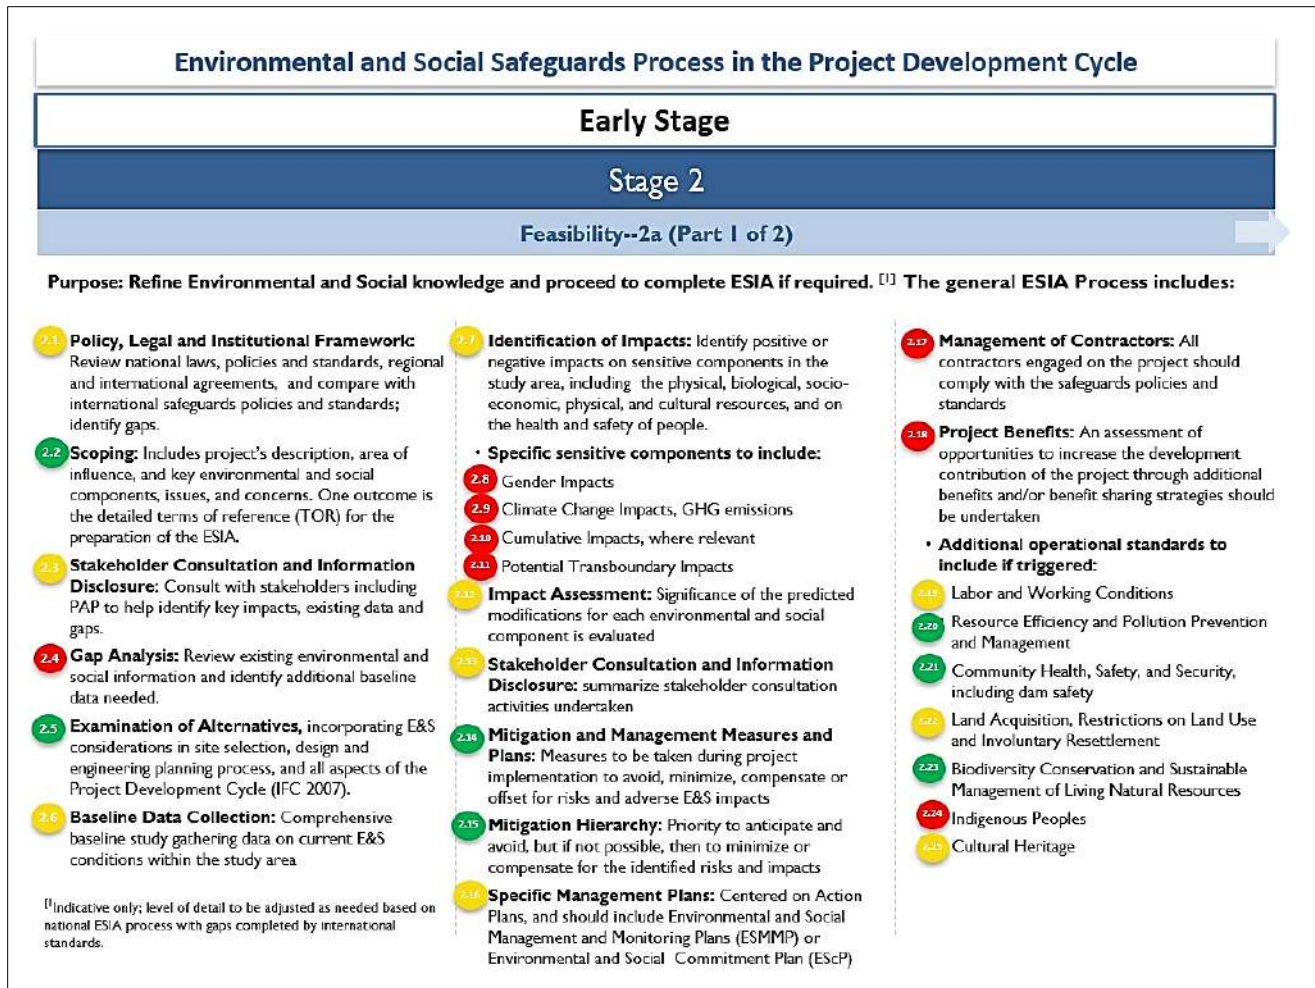 Environmental and Social Safeguards Process in the Project Development Cycle
Early Stage
Stage 2
Feasibility--2a (Part 1 of 2)
Purpose: Refine Environmental and Social knowledge and proceed to complete ESIA if required. [1] The general ESIA Process includes:
2.1 Policy, Legal and Institutional Framework:
Review national laws, policies and standards, regional
and international agreements, and compare with
international safeguards policies and standards;
identify gaps.
2.2 Scoping: Includes project's description, area of
influence, and key environmental and social
components, issues, and concerns. One outcome is
the detailed terms of reference (TOR) for the
preparation of the ESIA.
2.3 Stakeholder Consultation and Information
Disclosure: Consult with stakeholders including
PAP to help identify key impacts, existing data and
gaps.
2.4 Gap Analysis: Review existing environmental and
social information and identify additional baseline
data needed.
2.5 Examination of Alternatives, incorporating E&S
considerations in site selection, design and
engineering planning process, and all aspects of the
Project Development Cycle (IFC 2007).
2.6 Baseline Data Collection: Comprehensive
baseline study gathering data on current E&S
conditions within the study area
[1]Indicative only; level of detail to be adjusted as needed based on
national ESIA process with gaps completed by international
standards.
2.7 Identification of Impacts: Identify positive or
negative impacts on sensitive components in the
study area, including the physical, biological, socio-
economic, physical, and cultural resources, and on
the health and safety of people.
• Specific sensitive components to include:
2.8 Gender Impacts
2.9 Climate Change Impacts, GHG emissions
2.10 Cumulative Impacts, where relevant
2.11 Potential Transboundary Impacts
2.12 Impact Assessment: Significance of the predicted
modifications for each environmental and social
component is evaluated
2.13 Stakeholder Consultation and Information
Disclosure: summarize stakeholder consultation
activities undertaken
2.14 Mitigation and Management Measures and
Plans: Measures to be taken during project
implementation to avoid, minimize, compensate or
offset for risks and adverse E&S impacts
2.15 Mitigation Hierarchy: Priority to anticipate and
avoid, but if not possible, then to minimize or
compensate for the identified risks and impacts
2.16 Specific Management Plans: Centered on Action
Plans, and should include Environmental and Social
Management and Monitoring Plans (ESMMP) or
Environmental and Social Commitment Plan (EScP)
2.17 Management of Contractors: All
contractors engaged on the project should
comply with the safeguards policies and
standards
2.18 Project Benefits: An assessment of
opportunities to increase the development
contribution of the project through additional
benefits and/or benefit sharing strategies should
be undertaken
• Additional operational standards to
include if triggered:
2.19 Labor and Working Conditions
2.20 Resource Efficiency and Pollution Prevention
and Management
2.21 Community Health, Safety, and Security,
including dam safety
2.22 Land Acquisition, Restrictions on Land Use
and Involuntary Resettlement
2.23 Biodiversity Conservation and Sustainable
Management of Living Natural Resources
2.24 Indigenous Peoples
2.25 Cultural Heritage